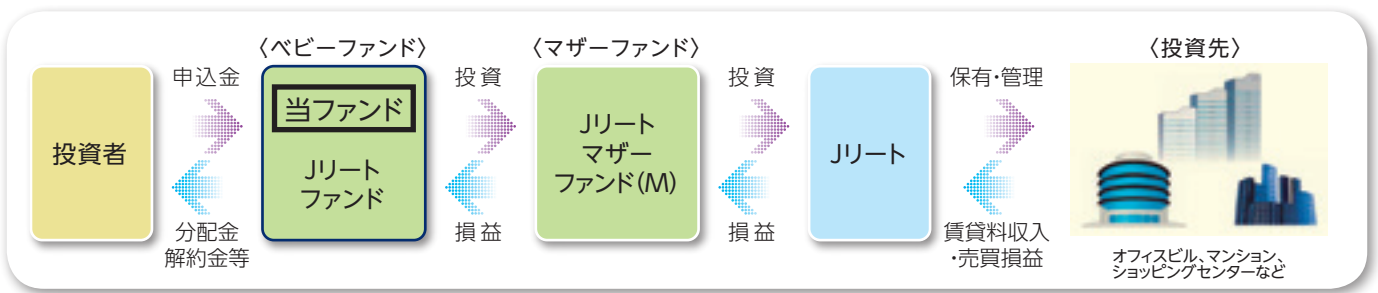 〈ベビーファンド〉
〈マザーファンド〉
〈投資先〉
投資者
申込金
分配金
解約金等
当ファンド
Jリート
ファンド
投資
損益
Jリート
マザー
ファンド(M)
投資
損益
Jリート
保有・管理
賃貸料収入
・売買損益
オフィスビル、マンション、
ショッピングセンターなど